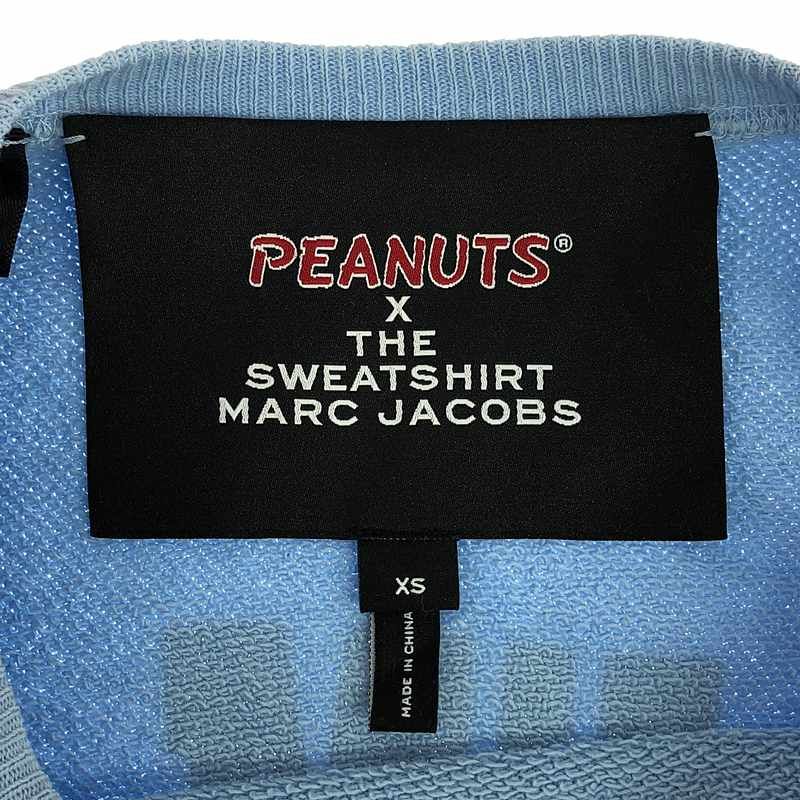 PEANUTS®
X
THE
SWEATSHIRT
MARC JACOBS
XS
MADE IN CHINA